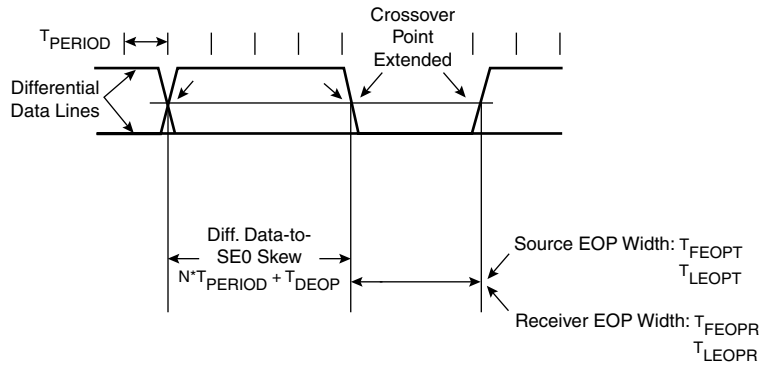 TPERIOD
Crossover
Point
Extended
Differential
Data Lines
Diff. Data-to-
SE0 Skew
N*TPERIOD + TDEOP
Source EOP Width: TFEOPT
TLEOPT
Receiver EOP Width: TFEOPR
TLEOPR